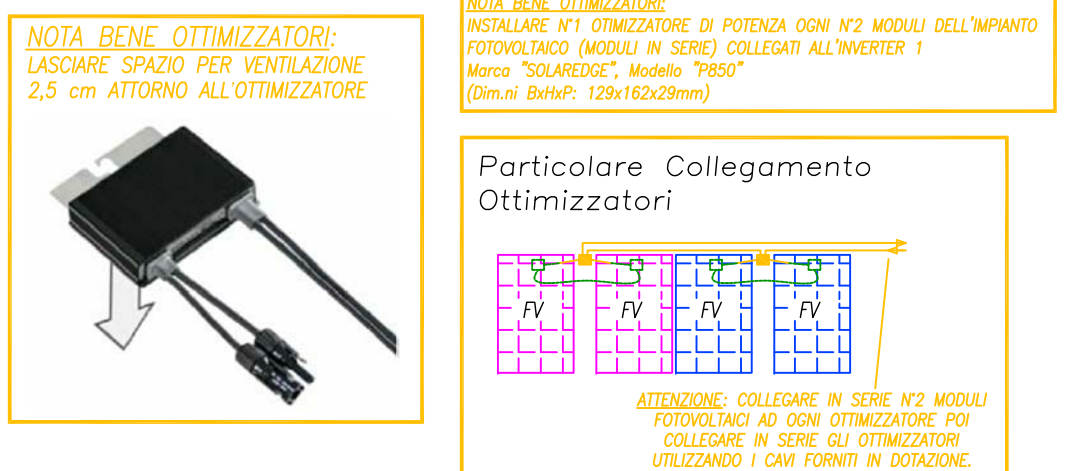 NOTA BENE OTTIMIZZATORI:
LASCIARE SPAZIO PER VENTILAZIONE
2,5 cm ATTORNO ALL'OTTIMIZZATORE
NOTA BENE OTTIMIZZATORI:
INSTALLARE N°1 OTIMIZZATORE DI POTENZA OGNI N°2 MODULI DELL'IMPIANTO
FOTOVOLTAICO (MODULI IN SERIE) COLLEGATI ALL'INVERTER 1
Marca "SOLAREDGE", Modello "P850"
(Dim.ni BxHxP: 129x162x29mm)
Particolare Collegamento
Ottimizzatori
FV FV FV FV
ATTENZIONE: COLLEGARE IN SERIE N°2 MODULI
FOTOVOLTAICI AD OGNI OTTIMIZZATORE POI
COLLEGARE IN SERIE GLI OTTIMIZZATORI
UTILIZZANDO I CAVI FORNITI IN DOTAZIONE.